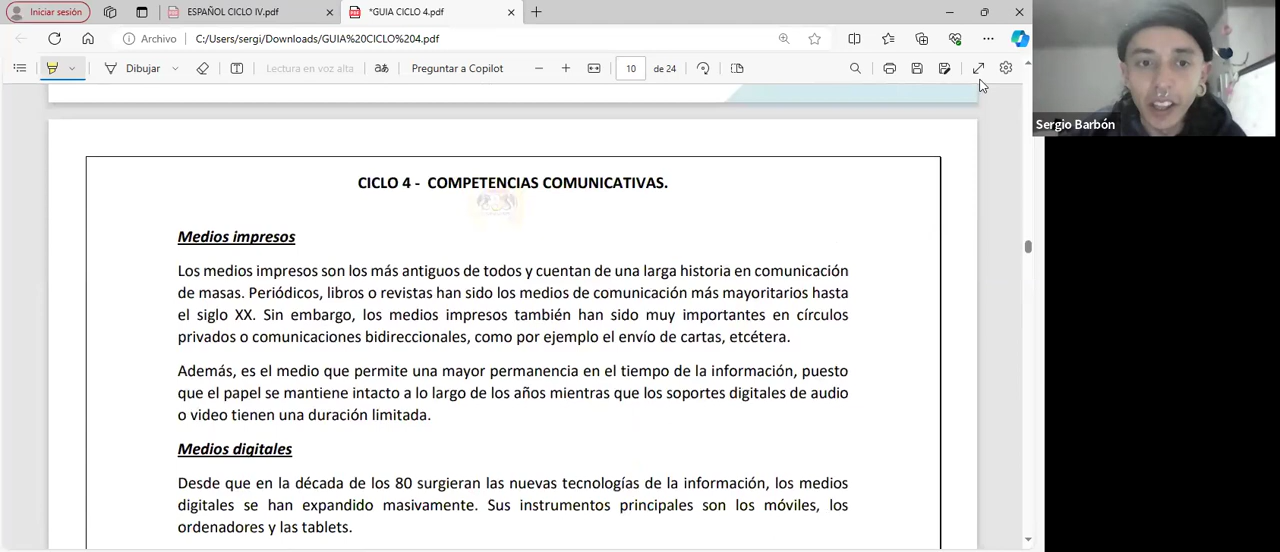 Iniciar sesión
ESPAÑOL CICLO IV.pdf
*GUIA CICLO 4.pdf
Archivo
C:/Users/sergi/Downloads/GUIA%20CICLO%204.pdf
Dibujar
Lectura en voz alta
aあ
Preguntar a Copilot
10
de 24
Sergio Barbón
CICLO 4 - COMPETENCIAS COMUNICATIVAS.
Medios impresos
Los medios impresos son los más antiguos de todos y cuentan de una larga historia en comunicación
de masas. Periódicos, libros o revistas han sido los medios de comunicación más mayoritarios hasta
el siglo XX. Sin embargo, los medios impresos también han sido muy importantes en círculos
privados o comunicaciones bidireccionales, como por ejemplo el envío de cartas, etcétera.
Además, es el medio que permite una mayor permanencia en el tiempo de la información, puesto
que el papel se mantiene intacto a lo largo de los años mientras que los soportes digitales de audio
o video tienen una duración limitada.
Medios digitales
Desde que en la década de los 80 surgieran las nuevas tecnologías de la información, los medios
digitales se han expandido masivamente. Sus instrumentos principales son los móviles, los
ordenadores y las tablets.